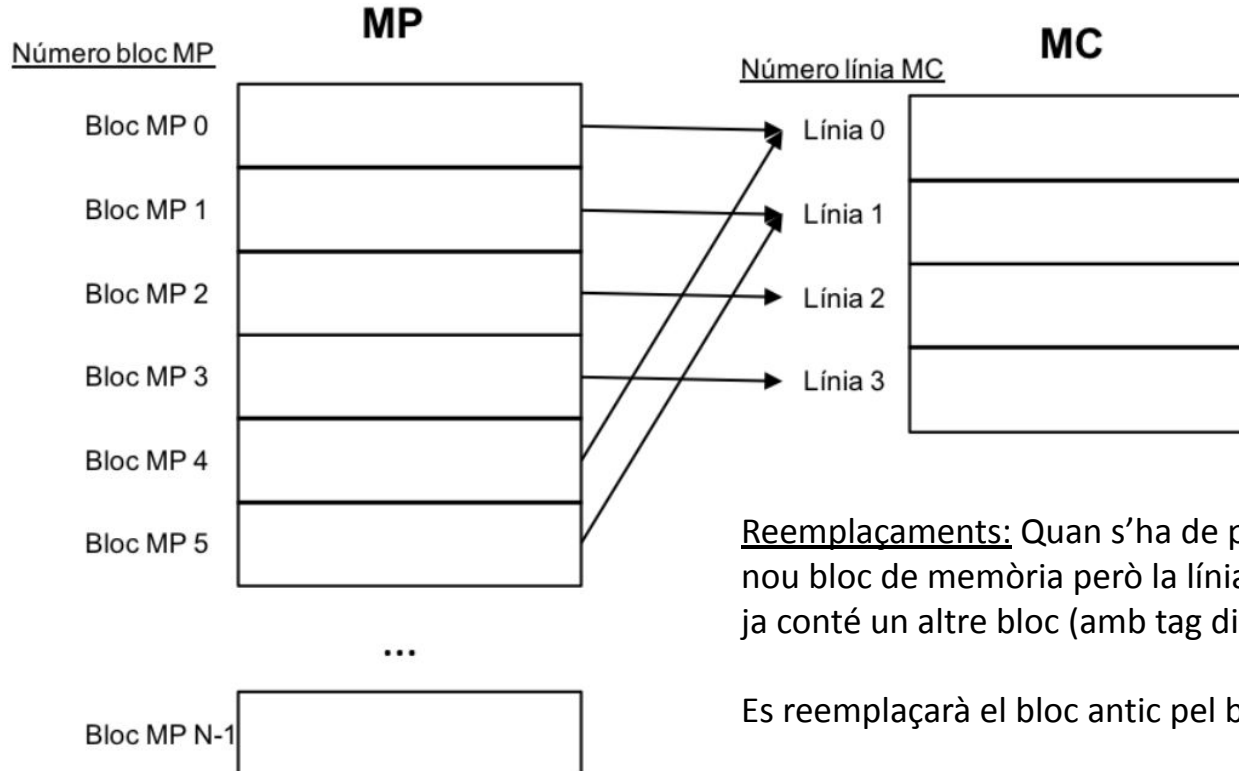 MP
Número bloc MP
Bloc MP 0
Bloc MP 1
Bloc MP 2
Bloc MP 3
Bloc MP 4
Bloc MP 5
...
Bloc MP N-1
MC
Número línia MC
Línia 0
Línia 1
Línia 2
Línia 3
Reemplaçaments: Quan s’ha de
nou bloc de memòria però la línia
ja conté un altre bloc (amb tag
Es reemplaçarà el bloc antic pel